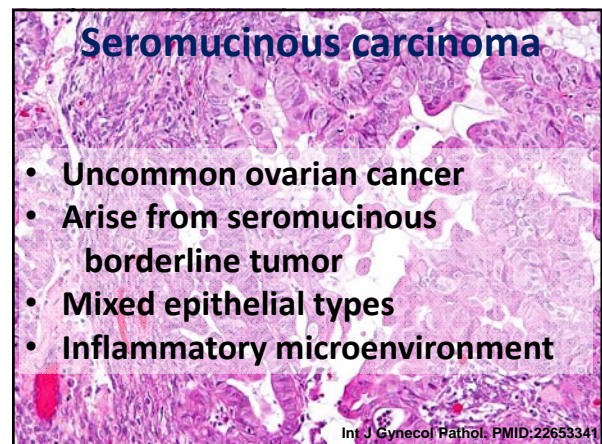 Seromucinous carcinoma
• Uncommon ovarian cancer
• Arise from seromucinous
borderline tumor
• Mixed epithelial types
• Inflammatory microenvironment
Int J Gynecol Pathol. PMID:22653341